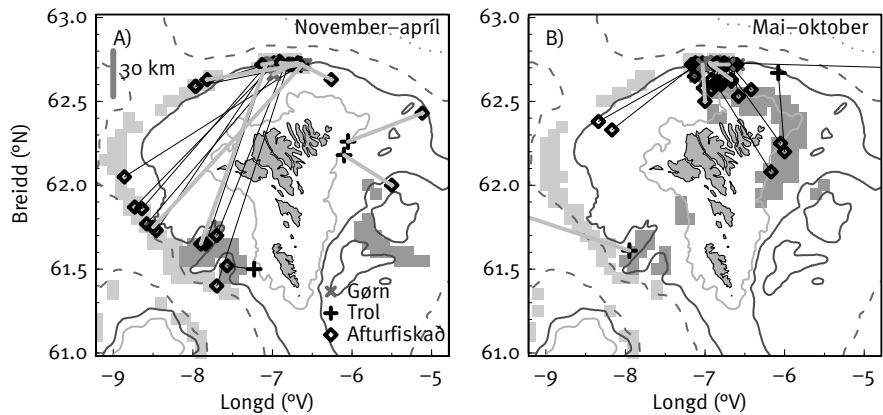 A) November–apríl
30 km
63.0
62.5
62.0
61.5
61.0
Breidd (°N)
Gørn
Trol
Afturfiskað
−9 −8 −7 −6 −5
Longd (°V)
B) Mai–oktober
63.0
62.5
62.0
61.5
61.0
−9 −8 −7 −6 −5
Longd (°V)